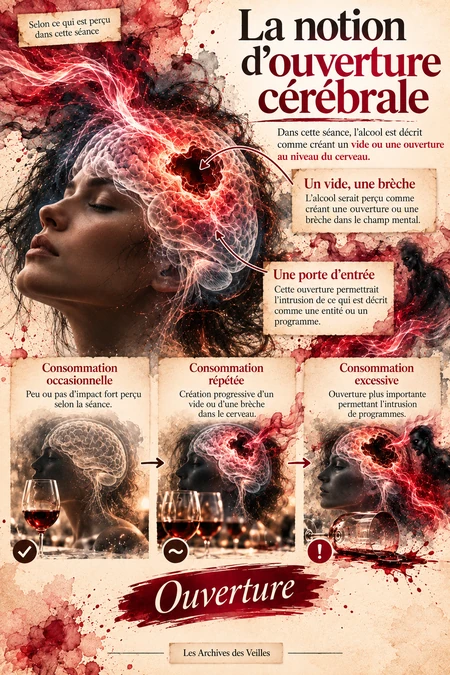 Selon ce qui est perçu
dans cette séance
La notion
d'ouverture
cérébrale
Dans cette séance, l'alcool est décrit
comme créant un vide ou une ouverture
au niveau du cerveau.
Un vide, une brèche
L'alcool serait perçu comme
créant une ouverture ou une
brèche dans le champ mental.
Une porte d'entrée
Cette ouverture permettrait
l'intrusion de ce qui est décrit
comme une entité ou un
programme.
Consommation
occasionnelle
Peu ou pas d'impact fort perçu
selon la séance.
Consommation
répétée
Création progressive d'un
vide ou d'une brèche
dans le cerveau.
Consommation
excessive
Ouverture plus importante
permettant l'intrusion
de programmes.
Ouverture
Les Archives des Veilles